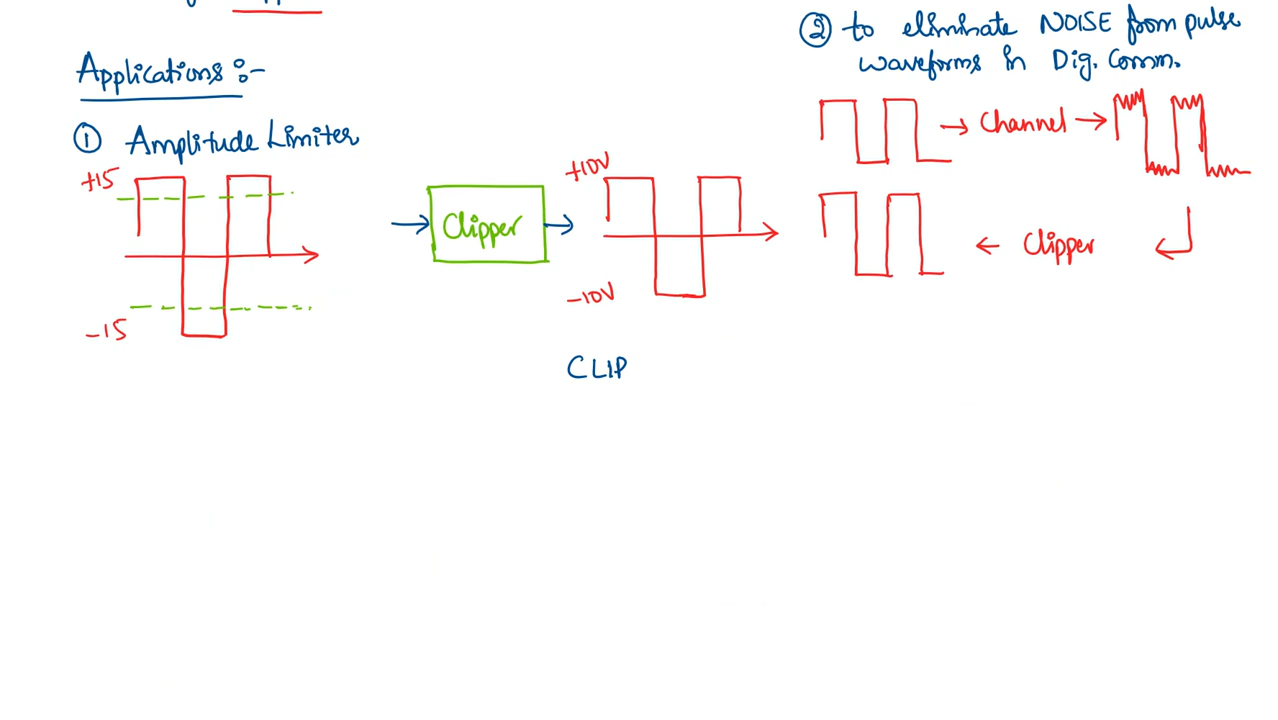 Applications :-
① Amplitude Limiter
+15
-15
Clipper
+10V
-10V
② to eliminate NOISE from pulse
waveforms in Dig. Comm.
→ Channel →
← Clipper
CLIP